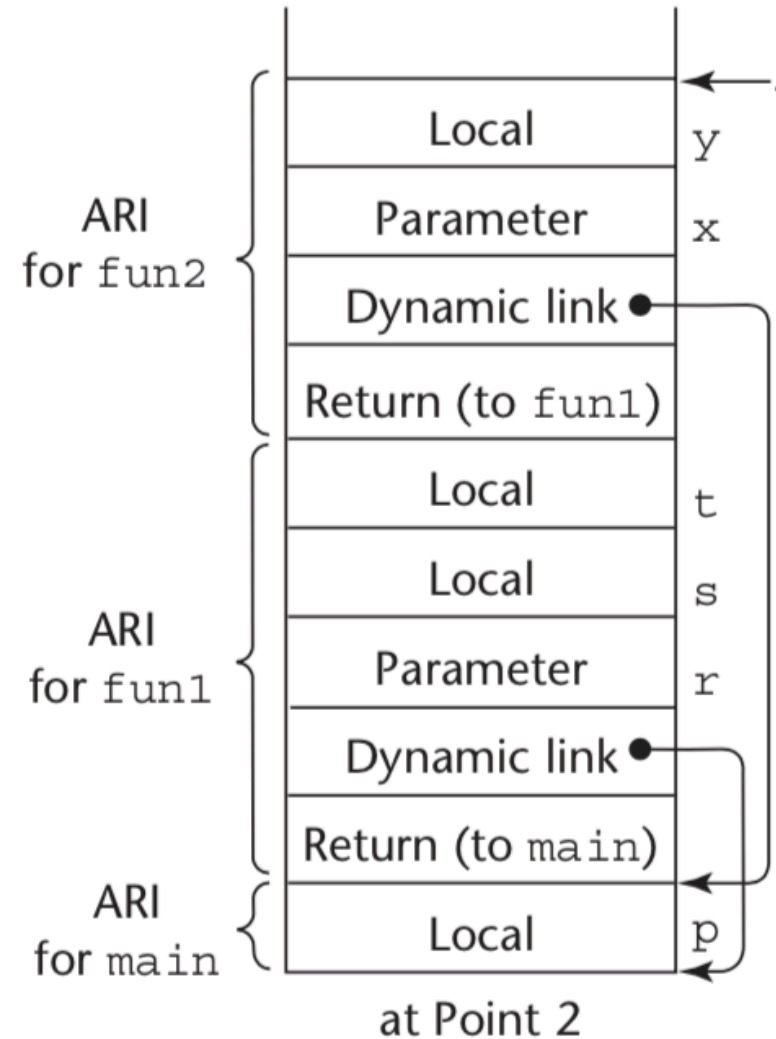 Local y
ARI
for fun2
Parameter x
Dynamic link
Return (to fun1)
Local t
Local s
ARI
for fun1
Parameter r
Dynamic link
Return (to main)
ARI
for main
Local p
at Point 2